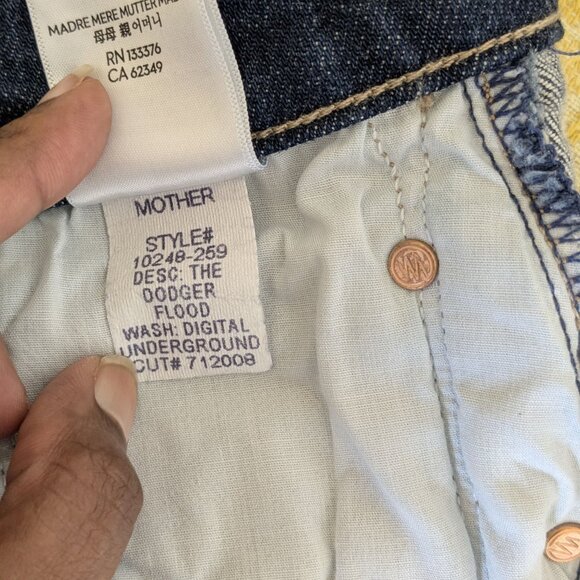 MADRE MERE MUTTER
母母 親 어머니
RN 133376
CA 62349
MOTHER
STYLE#
10248-259
DESC: THE
DODGER
FLOOD
WASH: DIGITAL
UNDERGROUND
CUT# 712008